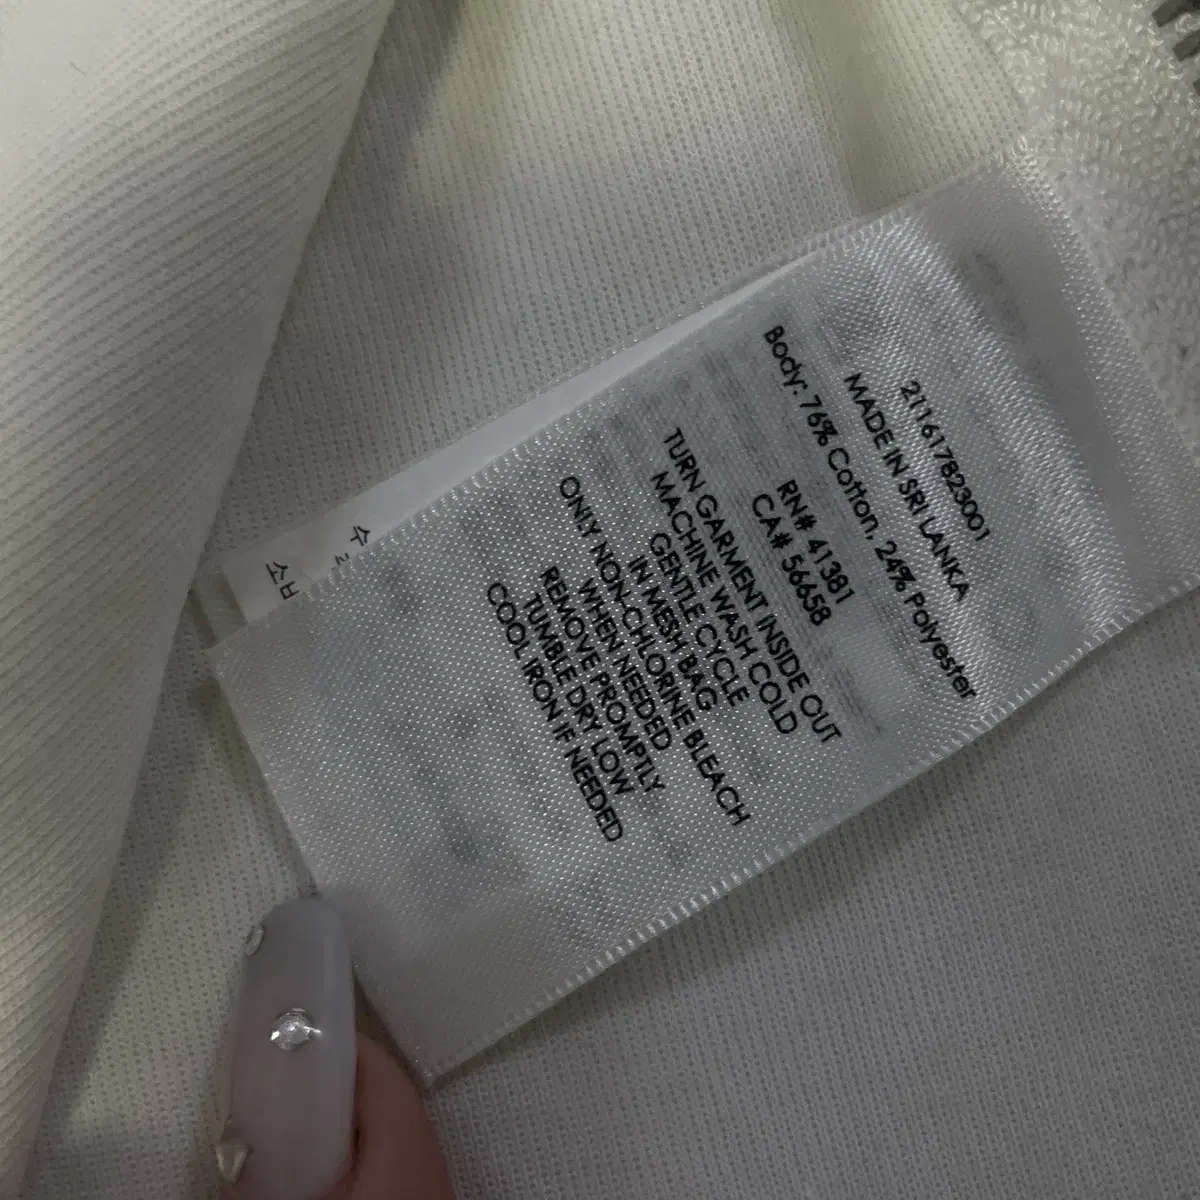 211617823001
MADE IN SRI LANKA
Body: 76% Cotton, 24% Polyester
RN# 41381
CA# 56658
TURN GARMENT INSIDE OUT
MACHINE WASH COLD
GENTLE CYCLE
IN MESH BAG
ONLY NON-CHLORINE BLEACH
WHEN NEEDED
REMOVE PROMPTLY
TUMBLE DRY LOW
COOL IRON IF NEEDED
수
소